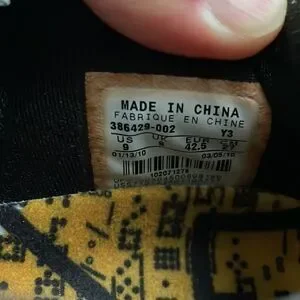 MADE IN CHINA
FABRIQUE EN CHINE
386429-002 Y3
US UK EUR
9 8 42.5
01/13/10 03/05/10